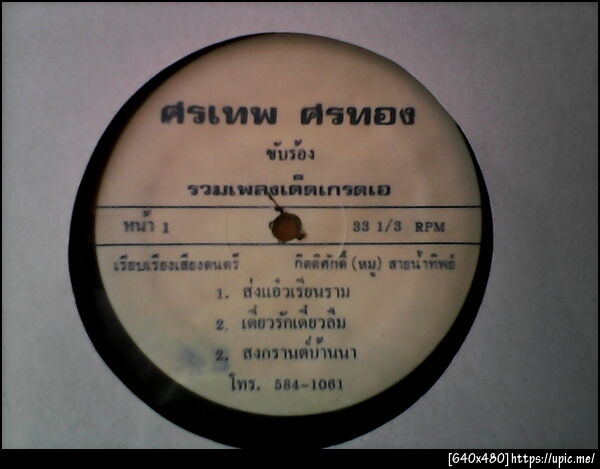 ศรเทพ ศรทอง
ขับร้อง
รวมเพลงเด็ดเกรดเอ
หน้า 1 33 1/3 RPM
เรียบเรียงเสียงดนตรี กิตติศักดิ์ (หมู) สายน้ำทิพย์
1. ส่งแอ๋วเรียนราม
2. เดี๋ยวรักเดี๋ยวลืม
2. สงกรานต์บ้านนา
โทร. 584-1061
[640x480]https://upic.me/